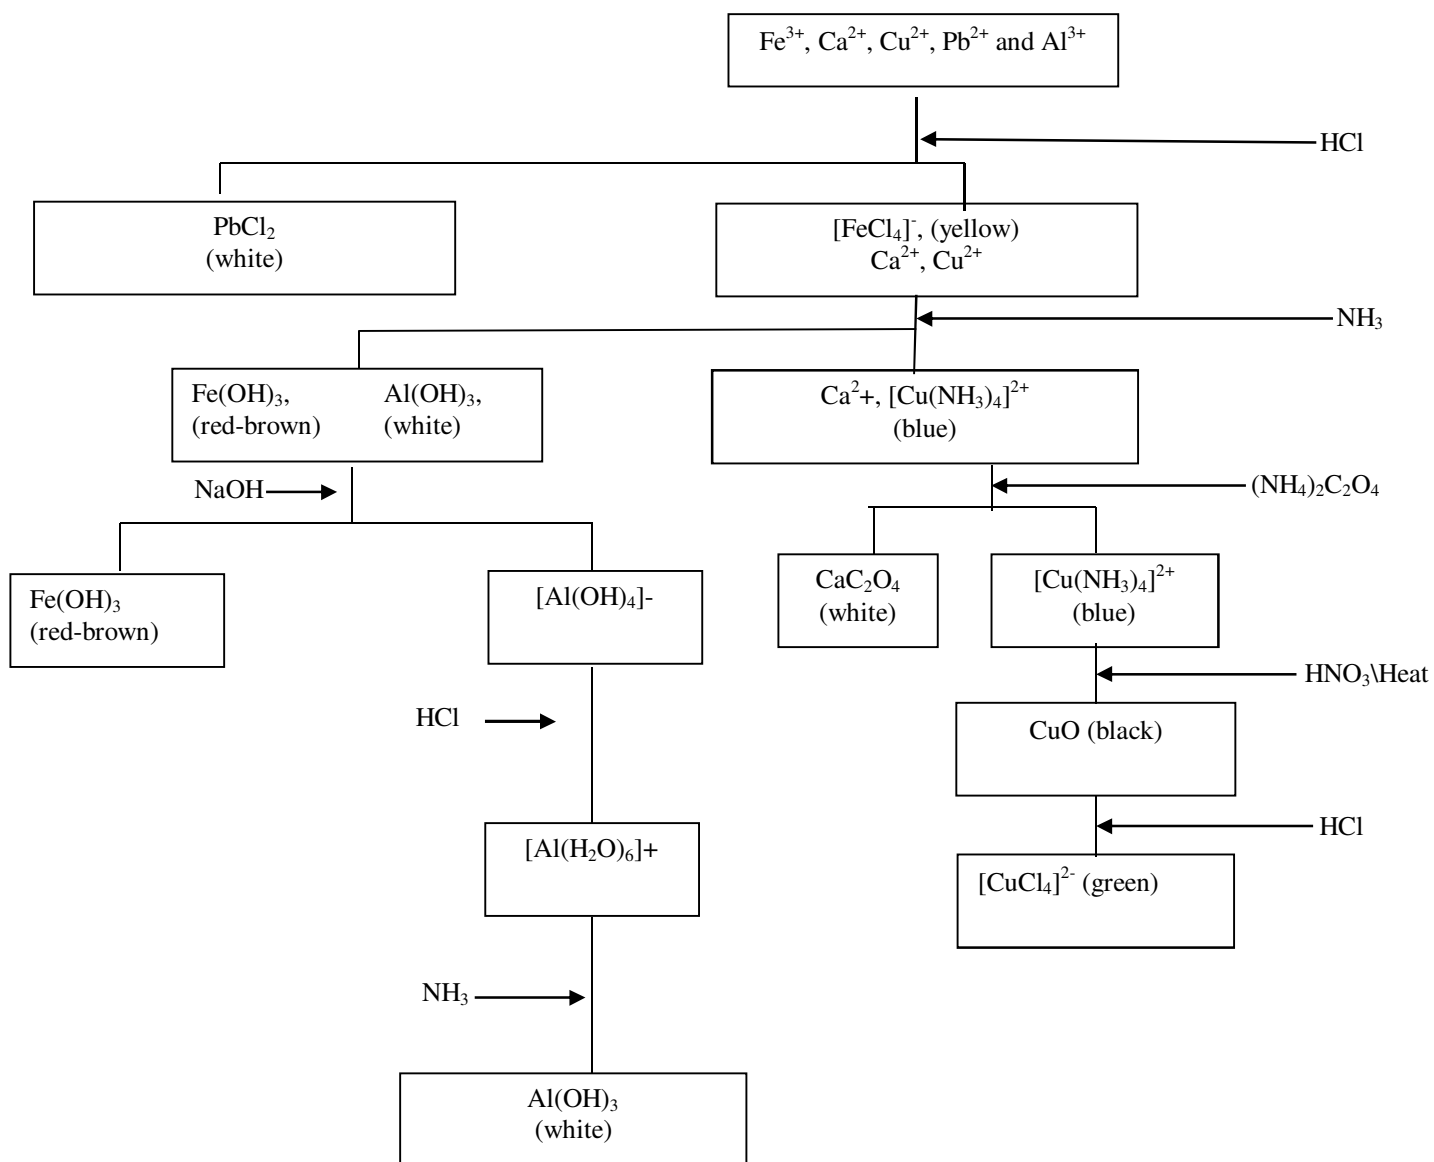 Fe³⁺, Ca²⁺, Cu²⁺, Pb²⁺ and Al³⁺
HCl
PbCl₂
(white)
[FeCl₄]⁻, (yellow)
Ca²⁺, Cu²⁺
NH₃
Fe(OH)₃, Al(OH)₃,
(red-brown) (white)
Ca²+, [Cu(NH₃)₄]²⁺
(blue)
NaOH
(NH₄)₂C₂O₄
Fe(OH)₃
(red-brown)
[Al(OH)₄]-
CaC₂O₄
(white)
[Cu(NH₃)₄]²⁺
(blue)
HNO₃\Heat
HCl
CuO (black)
HCl
[Al(H₂O)₆]+
[CuCl₄]²⁻ (green)
NH₃
Al(OH)₃
(white)